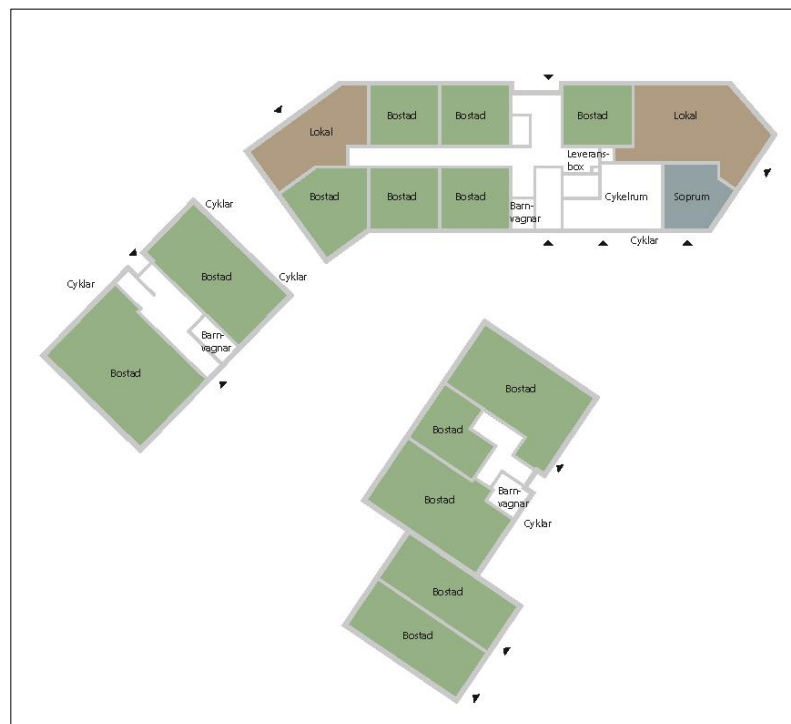 Bostad
Bostad
Bostad
Lokal
Lokal
Leverans-
box
Bostad
Bostad
Bostad
Barn-
vagnar
Cykelrum
Soprum
Cyklar
Cyklar
Bostad
Cyklar
Cyklar
Barn-
vagnar
Bostad
Bostad
Bostad
Bostad
Barn-
vagnar
Cyklar
Bostad
Bostad